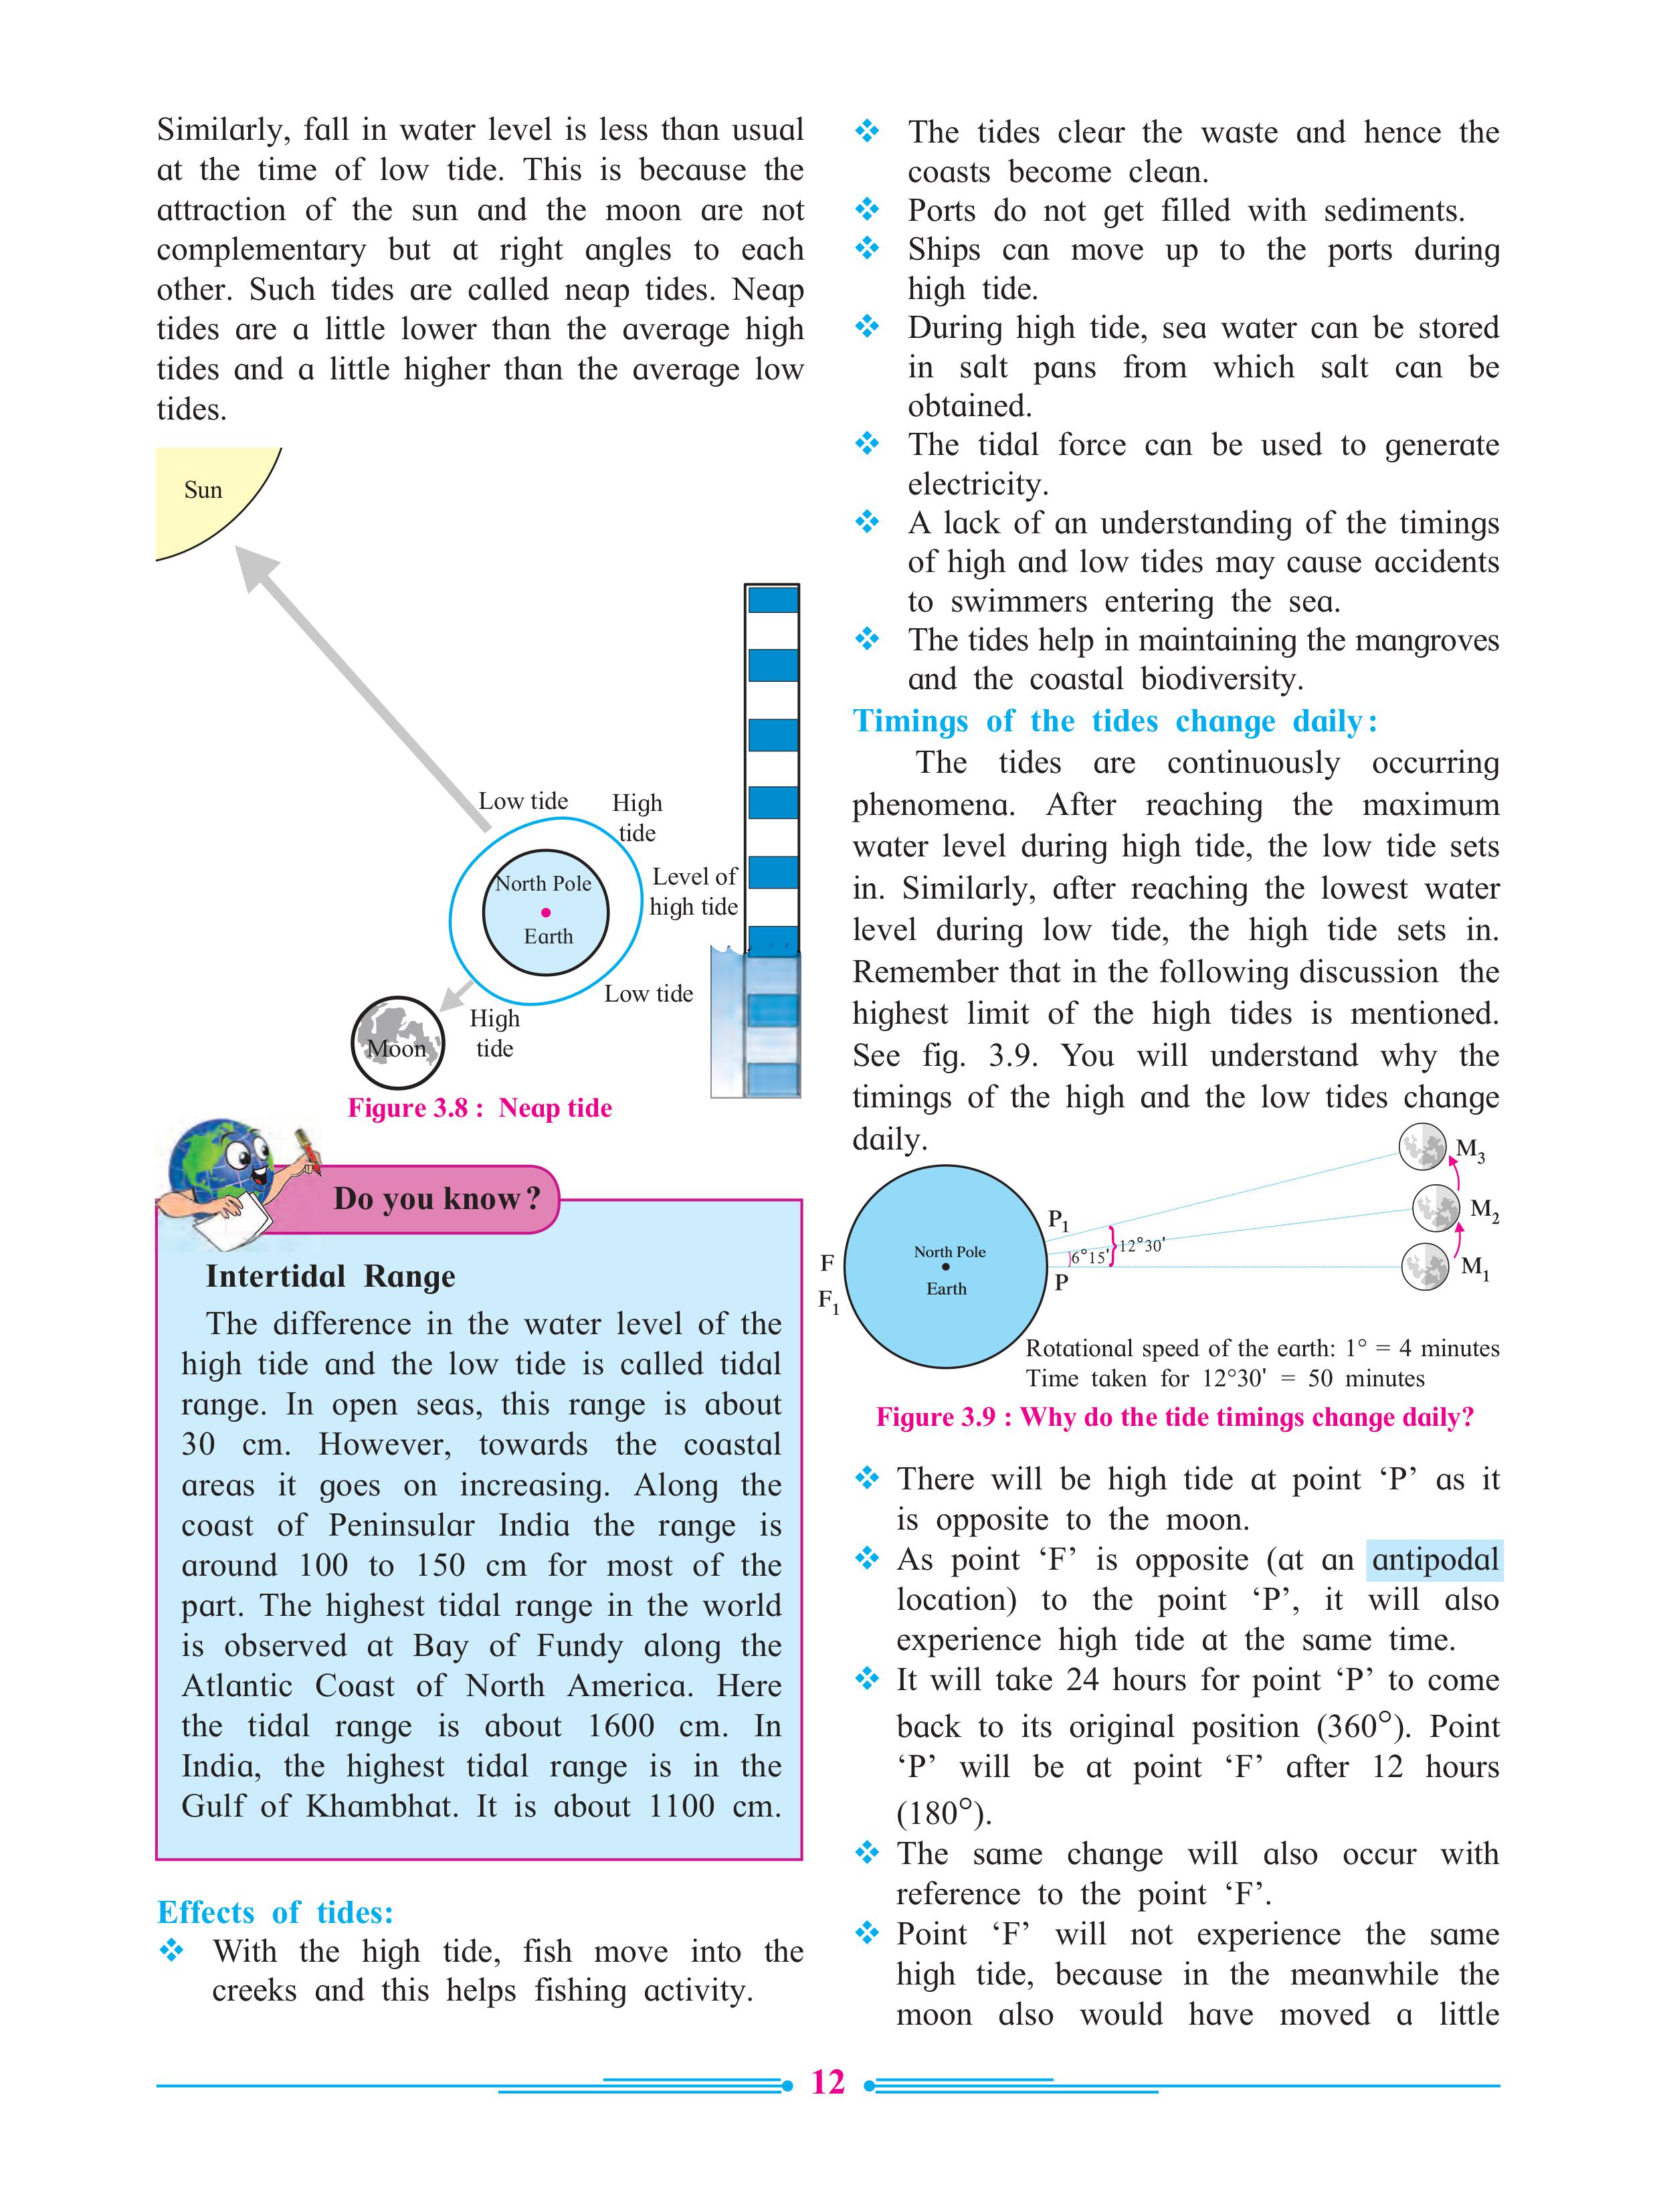 Similarly, fall in water level is less than usual
at the time of low tide. This is because the
attraction of the sun and the moon are not
complementary but at right angles to each
other. Such tides are called neap tides. Neap
tides are a little lower than the average high
tides and a little higher than the average low
tides.
Sun
Low tide
High
tide
Level of
high tide
North Pole
Earth
Low tide
High
tide
Moon
Figure 3.8 : Neap tide
Do you know?
Intertidal Range
The difference in the water level of the
high tide and the low tide is called tidal
range. In open seas, this range is about
30 cm. However, towards the coastal
areas it goes on increasing. Along the
coast of Peninsular India the range is
around 100 to 150 cm for most of the
part. The highest tidal range in the world
is observed at Bay of Fundy along the
Atlantic Coast of North America. Here
the tidal range is about 1600 cm. In
India, the highest tidal range is in the
Gulf of Khambhat. It is about 1100 cm.
Effects of tides:
❖ With the high tide, fish move into the
creeks and this helps fishing activity.
❖ The tides clear the waste and hence the
coasts become clean.
❖ Ports do not get filled with sediments.
❖ Ships can move up to the ports during
high tide.
❖ During high tide, sea water can be stored
in salt pans from which salt can be
obtained.
❖ The tidal force can be used to generate
electricity.
❖ A lack of an understanding of the timings
of high and low tides may cause accidents
to swimmers entering the sea.
❖ The tides help in maintaining the mangroves
and the coastal biodiversity.
Timings of the tides change daily:
The tides are continuously occurring
phenomena. After reaching the maximum
water level during high tide, the low tide sets
in. Similarly, after reaching the lowest water
level during low tide, the high tide sets in.
Remember that in the following discussion the
highest limit of the high tides is mentioned.
See fig. 3.9. You will understand why the
timings of the high and the low tides change
daily.
M3
P1
M2
12°30'
6°15'
North Pole
F
M1
P
Earth
F1
Rotational speed of the earth: 1° = 4 minutes
Time taken for 12°30' = 50 minutes
Figure 3.9 : Why do the tide timings change daily?
❖ There will be high tide at point ‘P’ as it
is opposite to the moon.
❖ As point ‘F’ is opposite (at an antipodal
location) to the point ‘P’, it will also
experience high tide at the same time.
❖ It will take 24 hours for point ‘P’ to come
back to its original position (360°). Point
‘P’ will be at point ‘F’ after 12 hours
(180°).
❖ The same change will also occur with
reference to the point ‘F’.
❖ Point ‘F’ will not experience the same
high tide, because in the meanwhile the
moon also would have moved a little
12